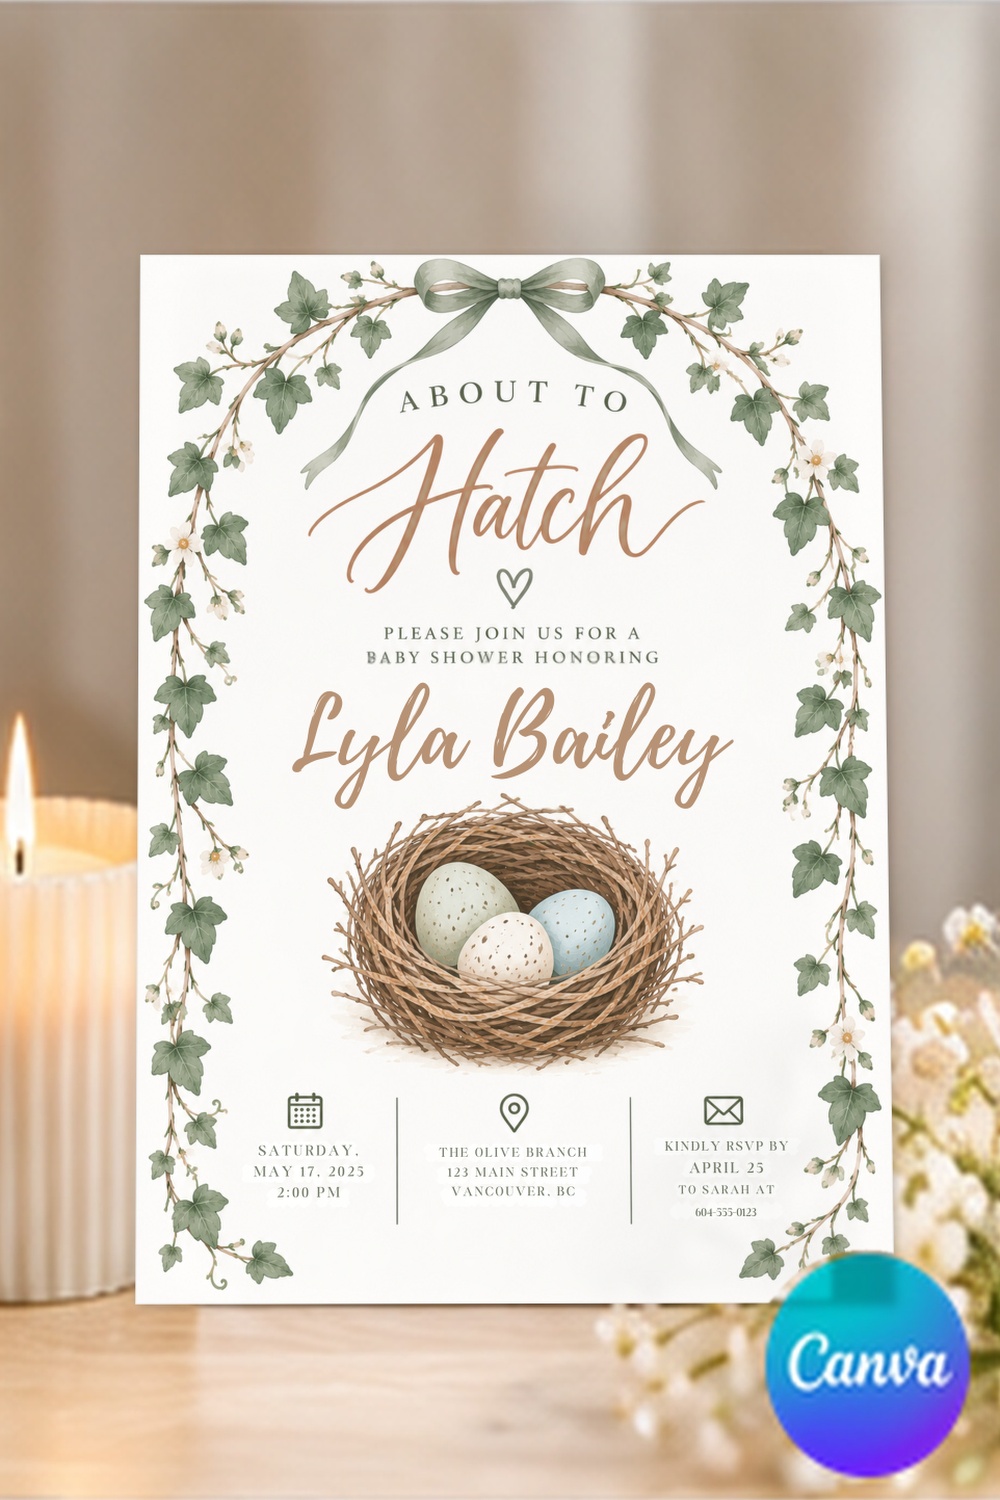 ABOUT TO
Hatch
PLEASE JOIN US FOR A
BABY SHOWER HONORING
Lyla Bailey
SATURDAY,
MAY 17, 2025
2:00 PM
THE OLIVE BRANCH
123 MAIN STREET
VANCOUVER, BC
KINDLY RSVP BY
APRIL 25
TO SARAH AT
604-555-0123
Canva